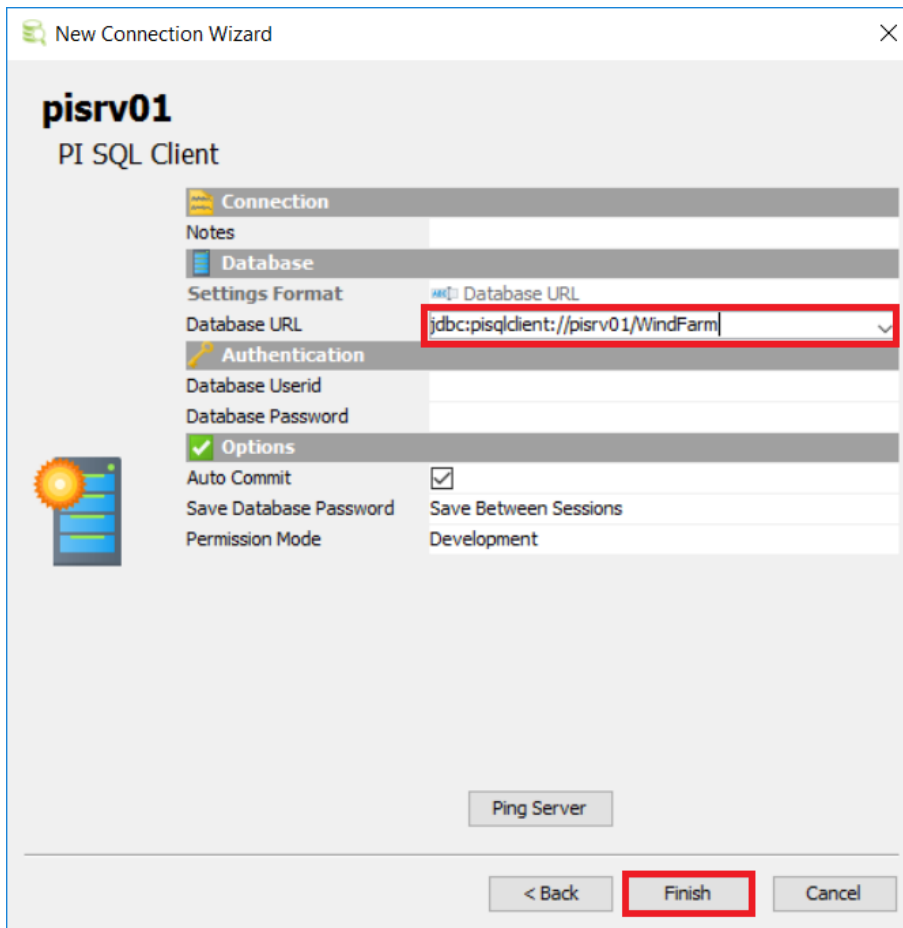 New Connection Wizard
pisrv01
PI SQL Client
Connection
Notes
Database
Settings Format Database URL
Database URL jdbc:pisqlclient://pisrv01/WindFarm
Authentication
Database Userid
Database Password
Options
Auto Commit
Save Database Password Save Between Sessions
Permission Mode Development
Ping Server
< Back Finish Cancel